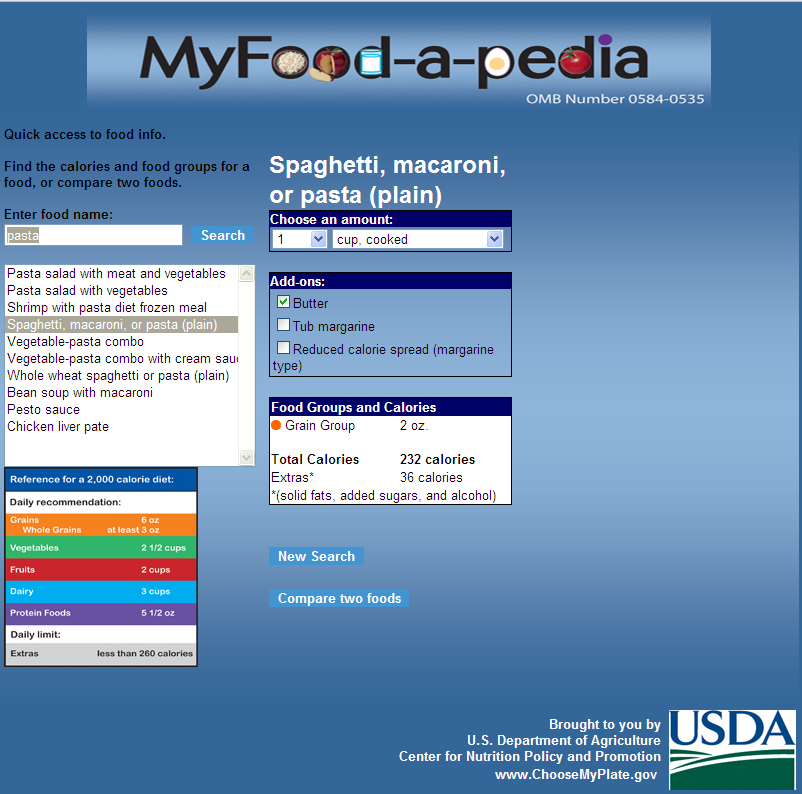 MyFood-a-pedia
OMB Number 0584-0535
Quick access to food info.
Find the calories and food groups for a
food, or compare two foods.
Enter food name:
pasta
Search
Pasta salad with meat and vegetables
Pasta salad with vegetables
Shrimp with pasta diet frozen meal
Spaghetti, macaroni, or pasta (plain)
Vegetable-pasta combo
Vegetable-pasta combo with cream sau
Whole wheat spaghetti or pasta (plain)
Bean soup with macaroni
Pesto sauce
Chicken liver pate
Reference for a 2,000 calorie diet:
Daily recommendation:
Grains 6 oz
Whole Grains at least 3 oz
Vegetables 2 1/2 cups
Fruits 2 cups
Dairy 3 cups
Protein Foods 5 1/2 oz
Daily limit:
Extras less than 260 calories
Spaghetti, macaroni,
or pasta (plain)
Choose an amount:
1 cup, cooked
Add-ons:
Butter
Tub margarine
Reduced calorie spread (margarine
type)
Food Groups and Calories
Grain Group 2 oz.
Total Calories 232 calories
Extras* 36 calories
*(solid fats, added sugars, and alcohol)
New Search
Compare two foods
Brought to you by
U.S. Department of Agriculture
Center for Nutrition Policy and Promotion
www.ChooseMyPlate.gov
USDA